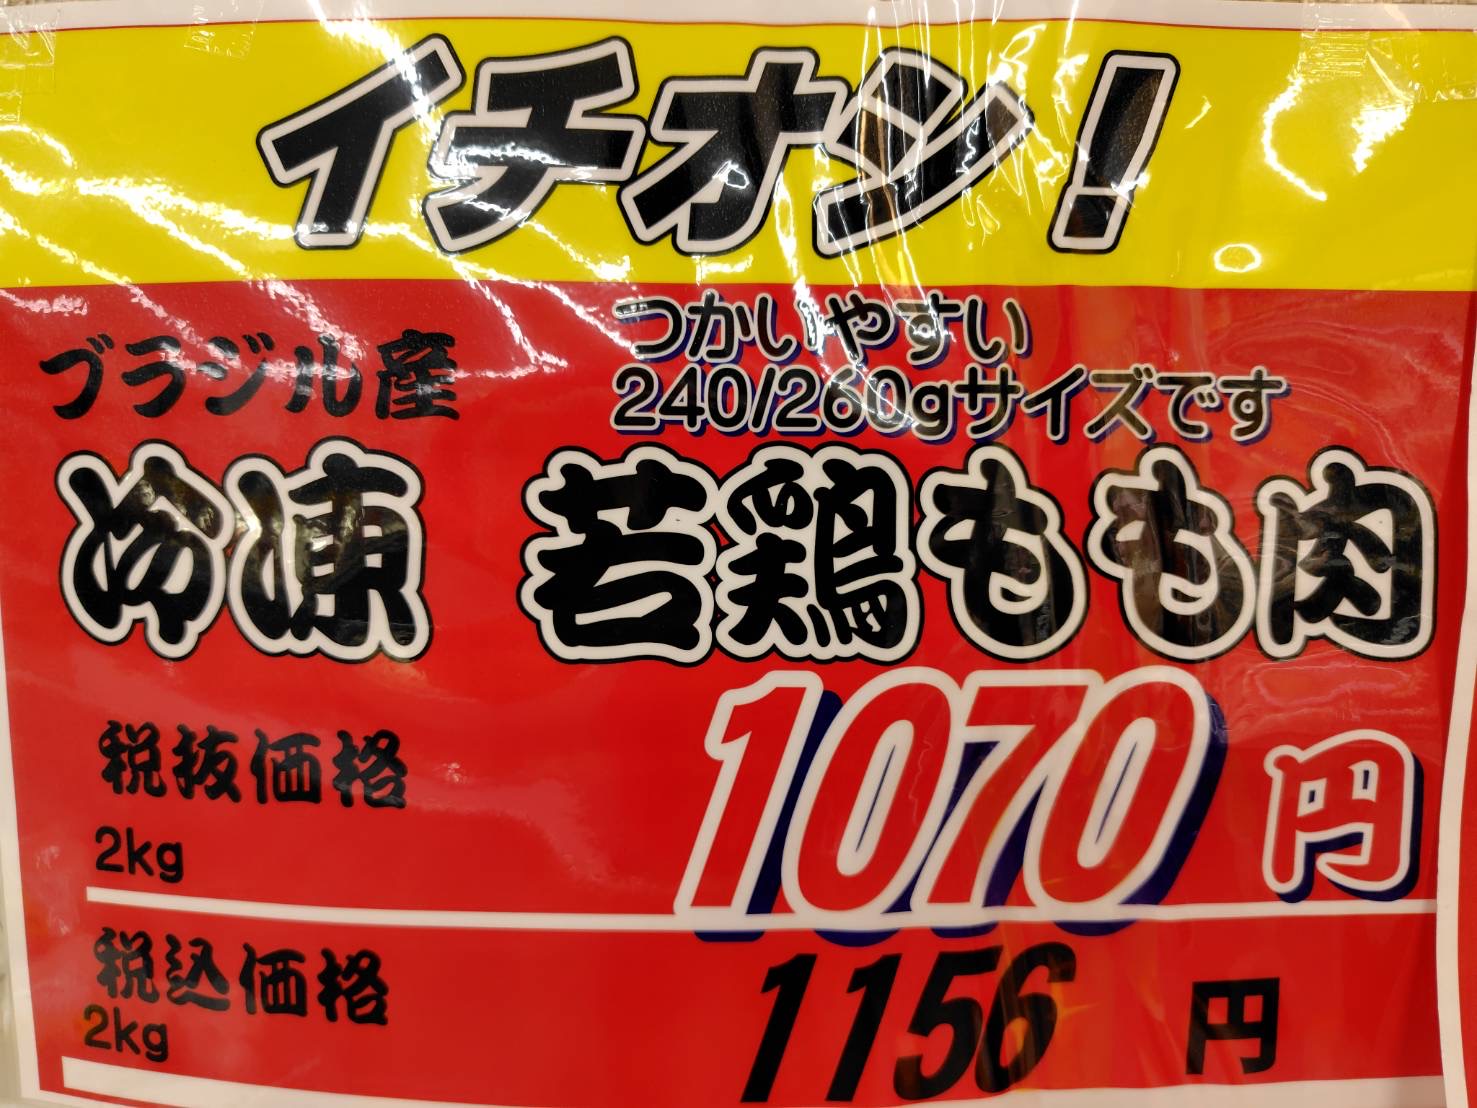 イチオシ!
ブラジル産
つかいやすい
240/260gサイズです
冷凍 若鶏もも肉
税抜価格
2kg
1070円
税込価格
2kg
1156円